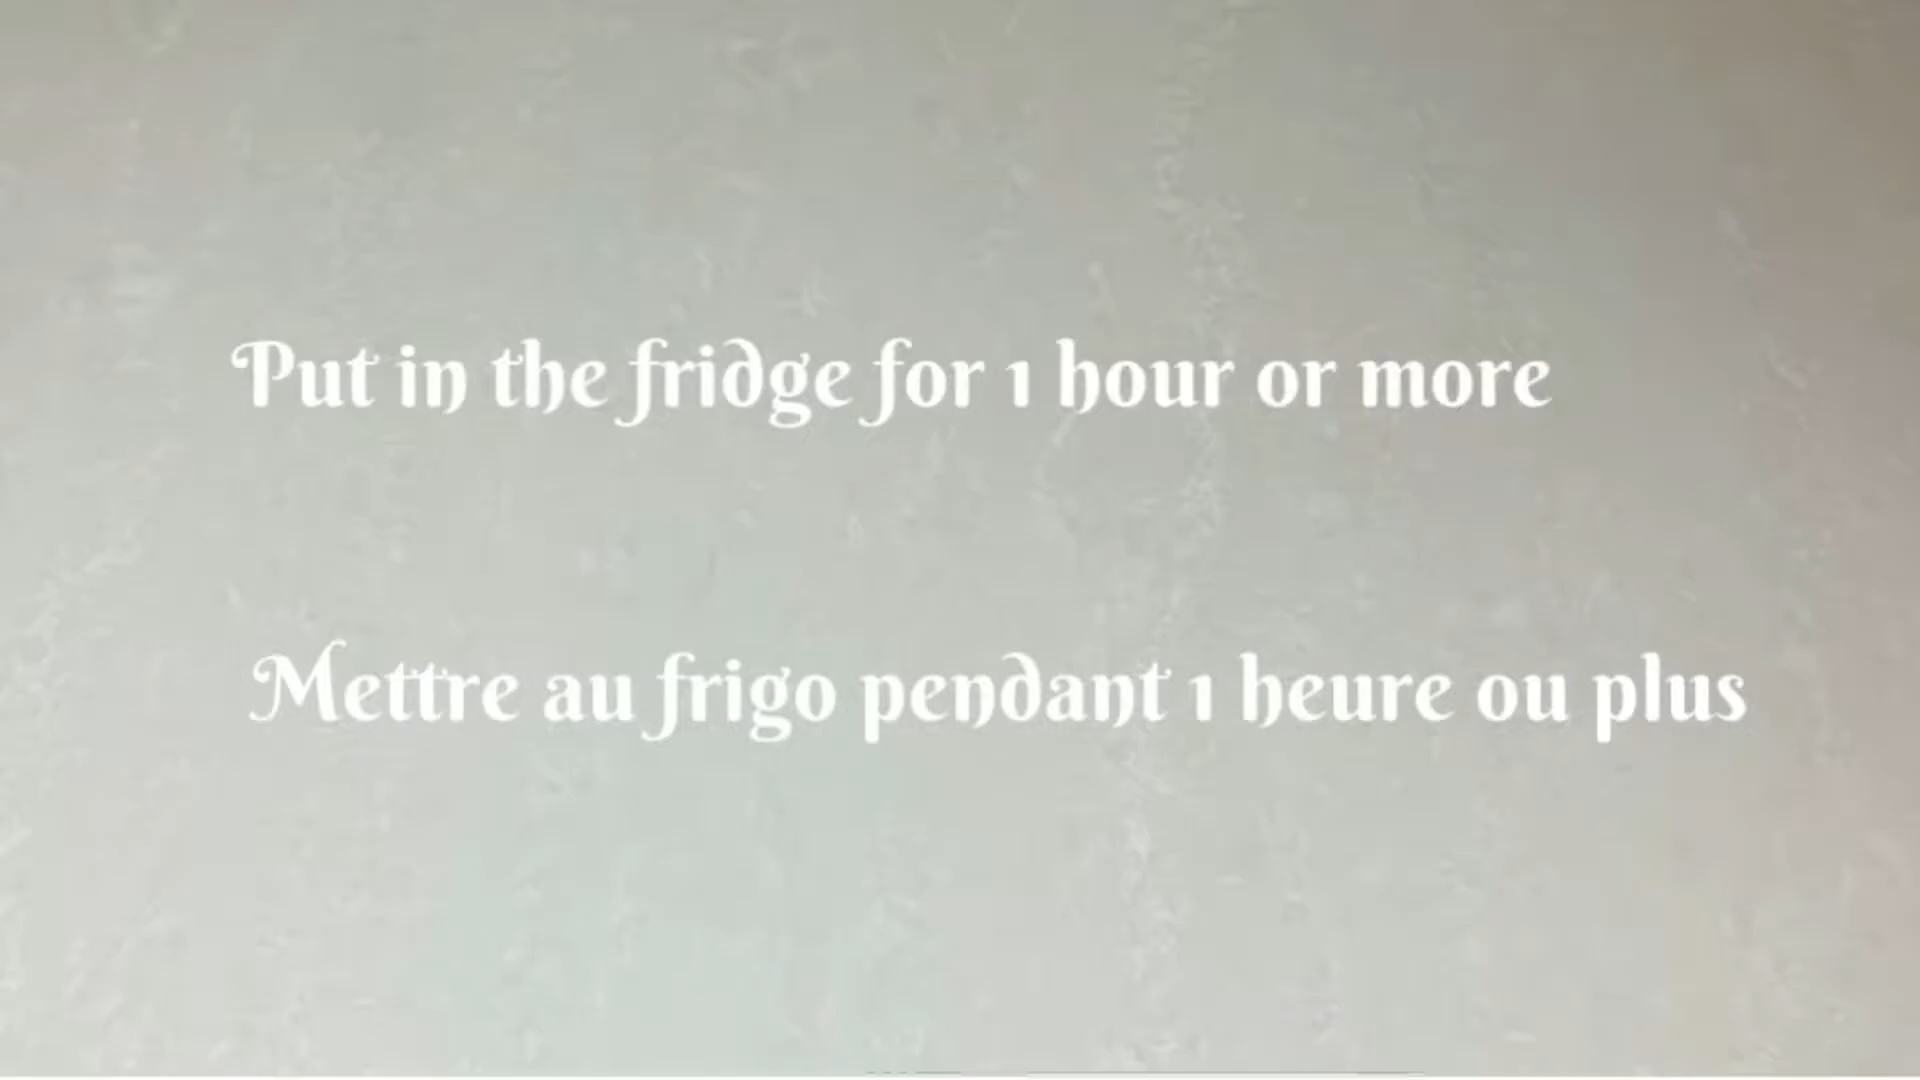 Put in the fridge for 1 hour or more
Mettre au frigo pendant 1 heure ou plus